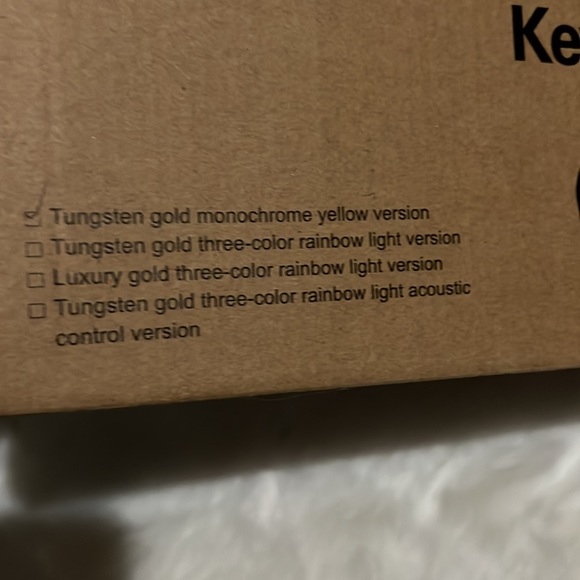 Ke
Tungsten gold monochrome yellow version
Tungsten gold three-color rainbow light version
Luxury gold three-color rainbow light version
Tungsten gold three-color rainbow light acoustic
control version